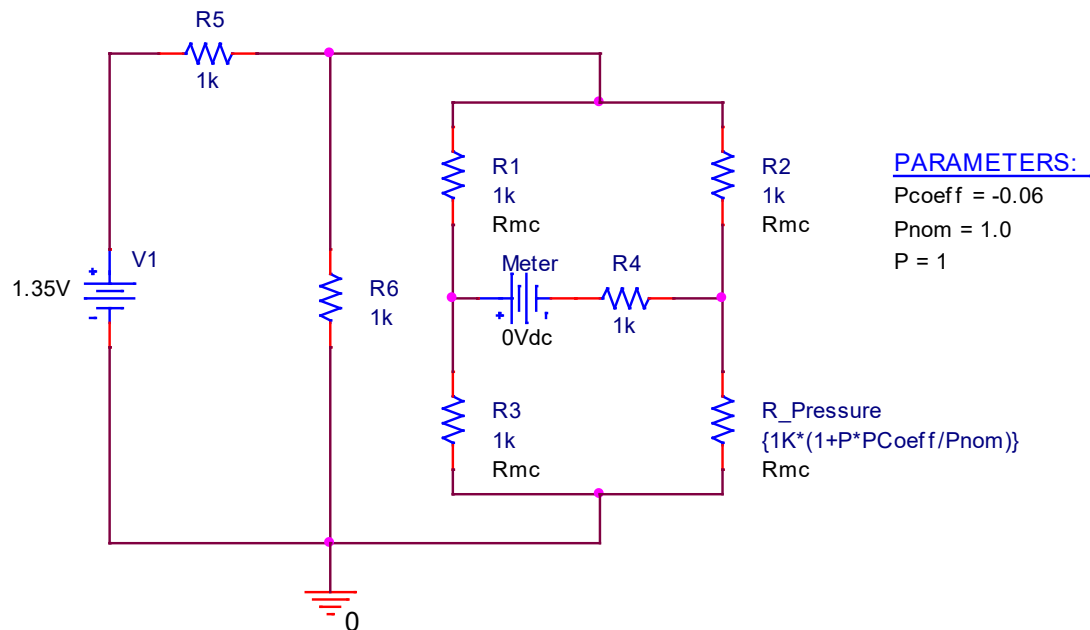 R5
1k
R1
1k
Rmc
R2
1k
Rmc
PARAMETERS:
Pcoeff = -0.06
Pnom = 1.0
P = 1
V1
1.35V
+
-
R6
1k
Meter
+
-
0Vdc
R4
1k
R3
1k
Rmc
R_Pressure
{1K*(1+P*PCoeff/Pnom)}
Rmc
0